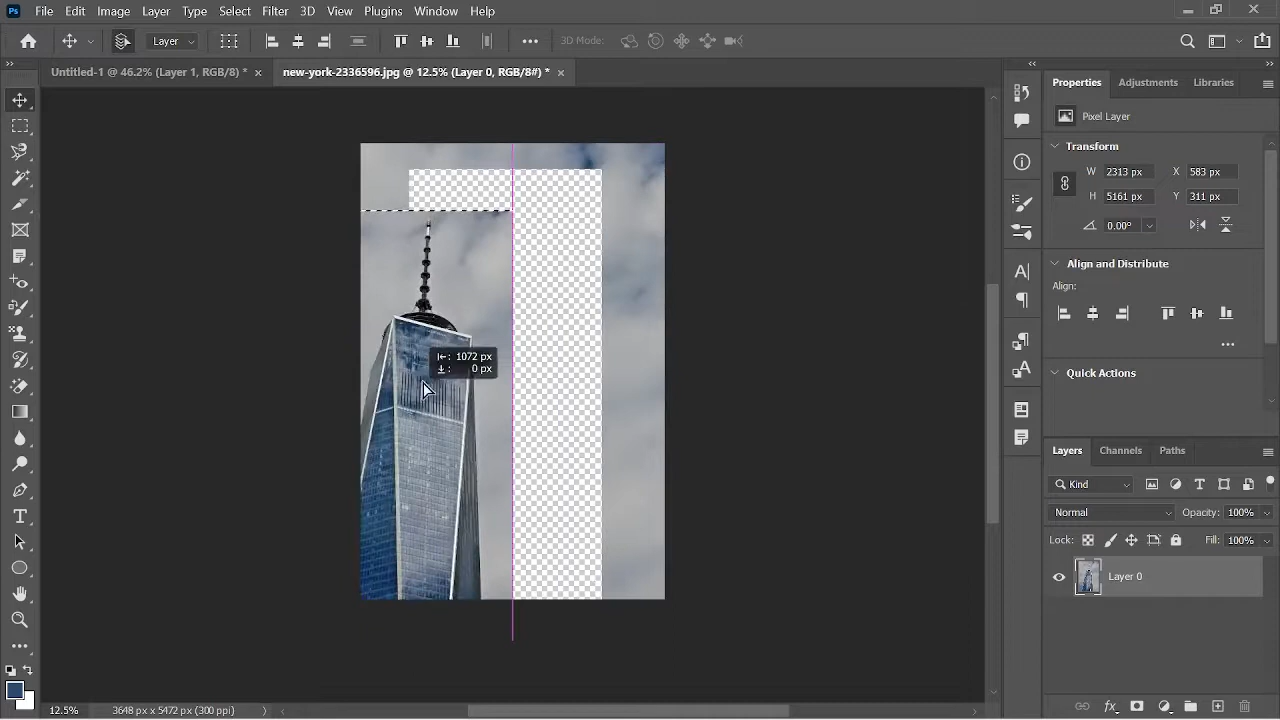 Ps File Edit Image Layer Type Select Filter 3D View Plugins Window Help
Layer 3D Mode:
Untitled-1 @ 46.2% (Layer 1, RGB/8) * × new-york-2336596.jpg @ 12.5% (Layer 0, RGB/8#) * ×
Properties Adjustments Libraries
Pixel Layer
Transform
W 2313 px X 583 px
H 5161 px Y 311 px
0.00°
Align and Distribute
Align:
Quick Actions
: 1072 px
: 0 px
Layers Channels Paths
Kind
Normal Opacity: 100%
Lock: Fill: 100%
Layer 0
12.5% 3648 px x 5472 px (300 ppi)